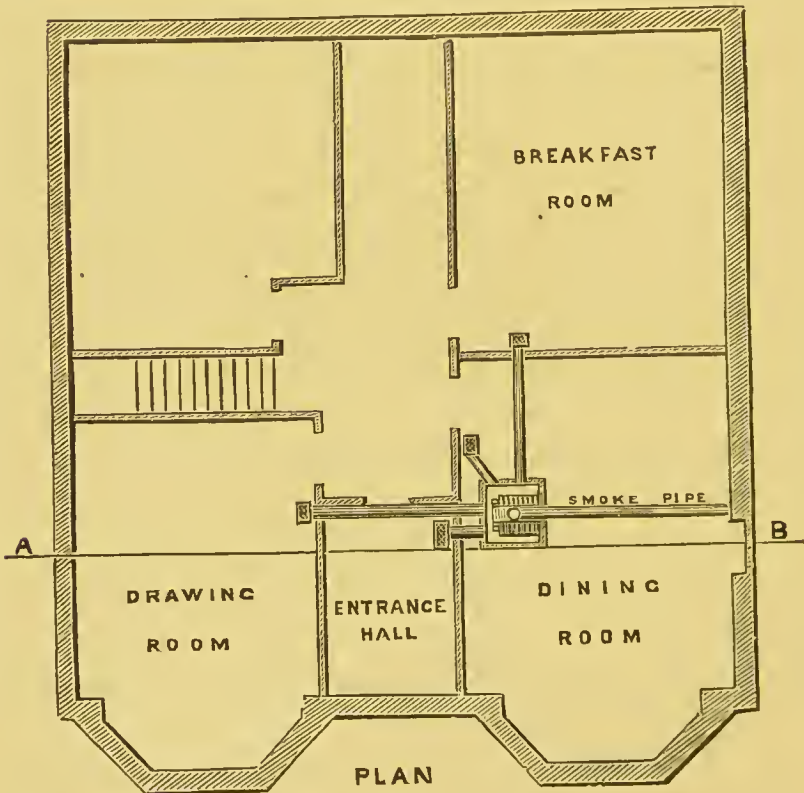 BREAKFAST
ROOM
SMOKE PIPE
A
B
DRAWING
ROOM
ENTRANCE
HALL
DINING
ROOM
PLAN